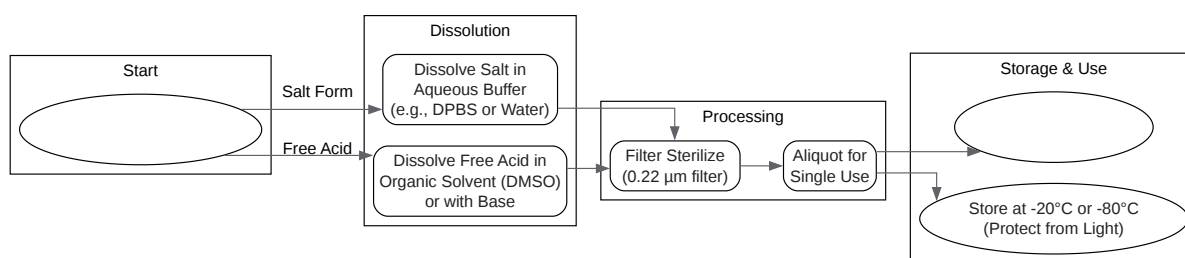 Start
Salt Form
Free Acid
Dissolution
Dissolve Salt in
Aqueous Buffer
(e.g., DPBS or Water)
Dissolve Free Acid in
Organic Solvent (DMSO)
or with Base
Processing
Filter Sterilize
(0.22 µm filter)
Aliquot for
Single Use
Storage & Use
Store at -20°C or -80°C
(Protect from Light)